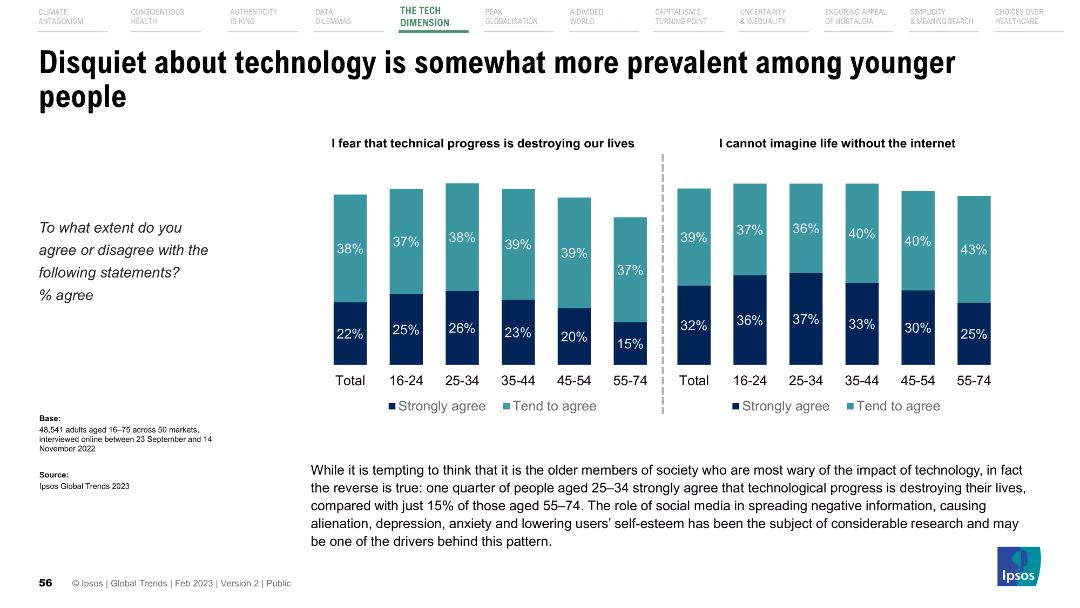 CLIMATE
ANTAGONISM
CONSCIENTIOUS
HEALTH
AUTHENTICITY
IS KING
DATA
DILEMMAS
THE TECH
DIMENSION
PEAK
GLOBALISATION
A DIVIDED
WORLD
CAPITALISM'S
TURNING POINT
UNCERTAINTY
& INEQUALITY
ENDURING APPEAL
OF NOSTALGIA
SIMPLICITY
& MEANING SEARCH
CHOICES OVER
HEALTHCARE
Disquiet about technology is somewhat more prevalent among younger
people
To what extent do you
agree or disagree with the
following statements?
% agree
I fear that technical progress is destroying our lives
38% 37% 38% 39% 39% 37%
22% 25% 26% 23% 20% 15%
Total 16-24 25-34 35-44 45-54 55-74
Strongly agree Tend to agree
I cannot imagine life without the internet
39% 37% 36% 40% 40% 43%
32% 36% 37% 33% 30% 25%
Total 16-24 25-34 35-44 45-54 55-74
Strongly agree Tend to agree
Base:
48,541 adults aged 16–75 across 50 markets,
interviewed online between 23 September and 14
November 2022
Source:
Ipsos Global Trends 2023
While it is tempting to think that it is the older members of society who are most wary of the impact of technology, in fact
the reverse is true: one quarter of people aged 25–34 strongly agree that technological progress is destroying their lives,
compared with just 15% of those aged 55–74. The role of social media in spreading negative information, causing
alienation, depression, anxiety and lowering users' self-esteem has been the subject of considerable research and may
be one of the drivers behind this pattern.
56 © Ipsos | Global Trends | Feb 2023 | Version 2 | Public
Ipsos